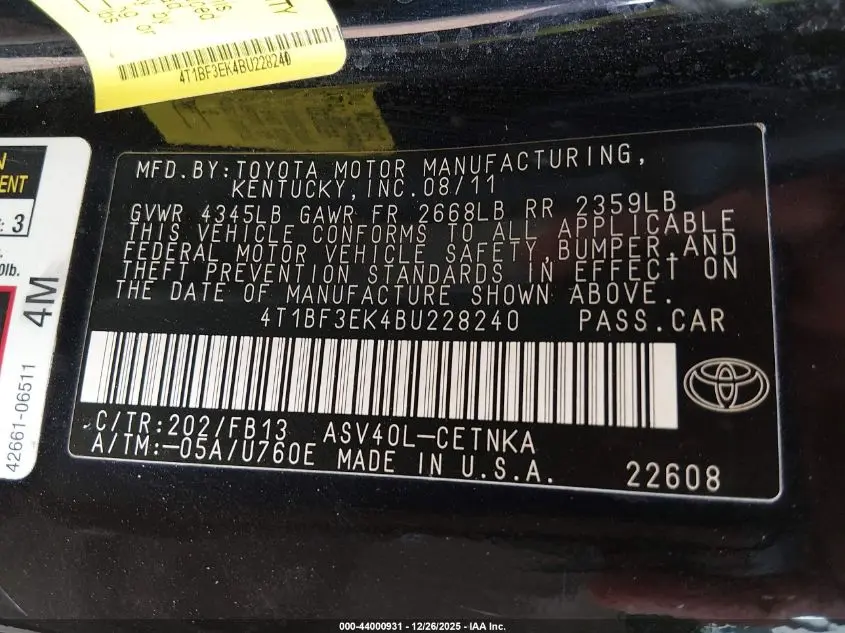 4T1BF3EK4BU228240
MFD.BY:TOYOTA MOTOR MANUFACTURING,
KENTUCKY,INC.08/11
GVWR 4345LB GAWR FR 2668LB RR 2359LB
THIS VEHICLE CONFORMS TO ALL APPLICABLE
FEDERAL MOTOR VEHICLE SAFETY,BUMPER,AND
THEFT PREVENTION STANDARDS IN EFFECT ON
THE DATE OF MANUFACTURE SHOWN ABOVE.
4T1BF3EK4BU228240 PASS.CAR
C/TR:202/FB13 ASV40L-CETNKA
A/TM:-05A/U760E MADE IN U.S.A.
22608
3
4M
42661-06511
000-44000931 - 12/26/2025 - IAA Inc.